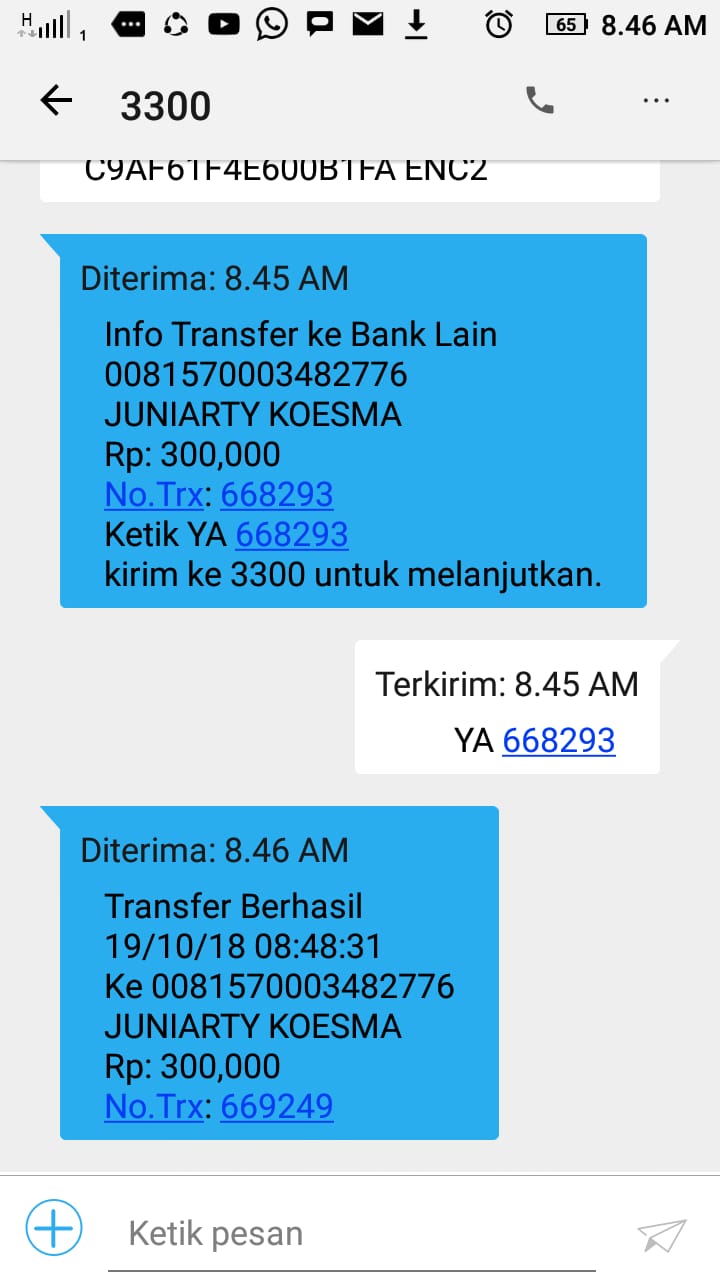 H 1 65 8.46 AM
3300
C9AF61F4E600B1FA ENC2
Diterima: 8.45 AM
Info Transfer ke Bank Lain
0081570003482776
JUNIARTY KOESMA
Rp: 300,000
No.Trx: 668293
Ketik YA 668293
kirim ke 3300 untuk melanjutkan.
Terkirim: 8.45 AM
YA 668293
Diterima: 8.46 AM
Transfer Berhasil
19/10/18 08:48:31
Ke 0081570003482776
JUNIARTY KOESMA
Rp: 300,000
No.Trx: 669249
Ketik pesan